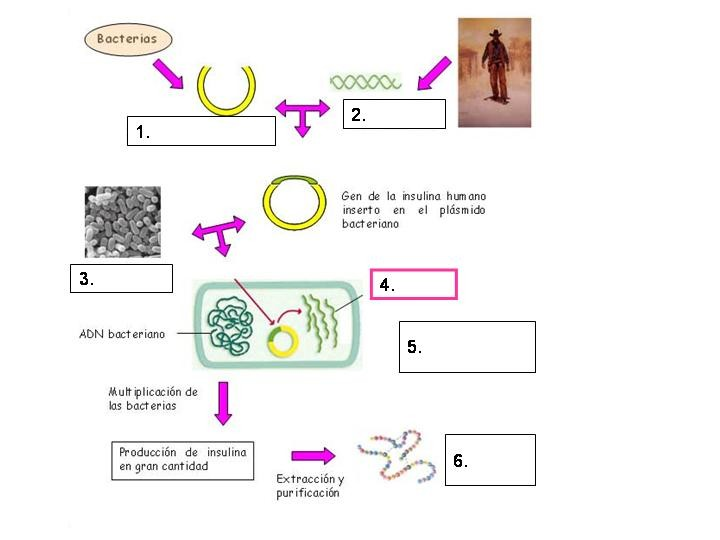 Bacterias
2.
1.
Gen de la insulina humano
inserto en el plásmido
bacteriano
3.
4.
ADN bacteriano
5.
Multiplicación de
las bacterias
Producción de insulina
en gran cantidad
6.
Extracción y
purificación